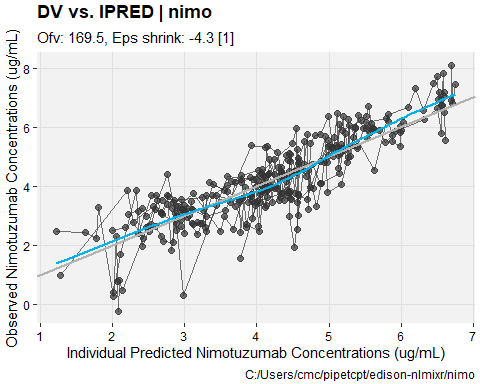 DV vs. IPRED | nimo
Ofv: 169.5, Eps shrink: -4.3 [1]
Observed Nimotuzumab Concentrations (ug/mL)
8
6
4
2
0
1 2 3 4 5 6 7
Individual Predicted Nimotuzumab Concentrations (ug/mL)
C:/Users/cmc/pipetcpt/edison-nlmixr/nimo